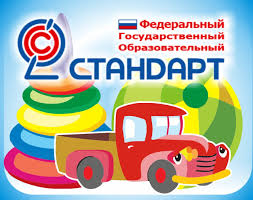 Федеральный
Государственный
Образовательный
СТАНДАРТ